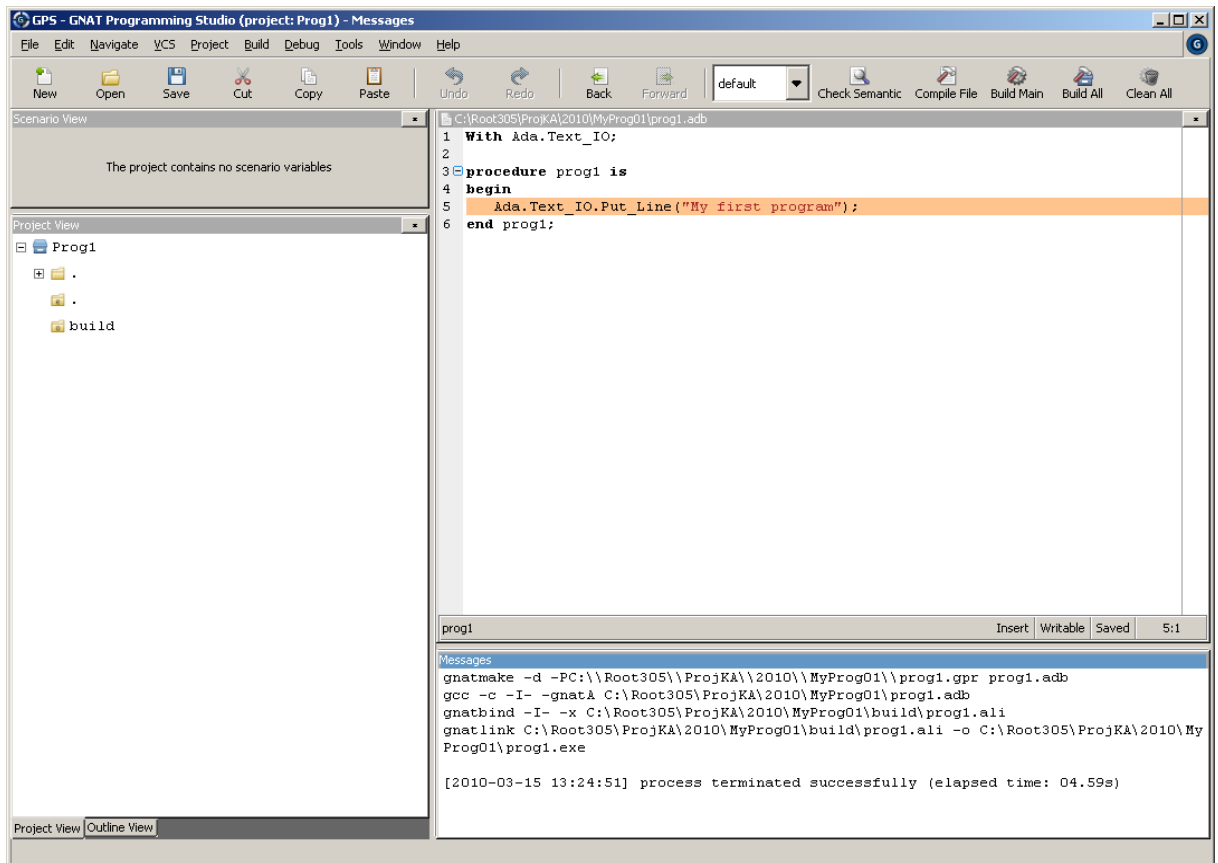 GPS - GNAT Programming Studio (project: Prog1) - Messages
File Edit Navigate VCS Project Build Debug Tools Window Help
New Open Save Cut Copy Paste Undo Redo Back Forward default Check Semantic Compile File Build Main Build All Clean All
Scenario View
The project contains no scenario variables
Project View
Prog1
.
.
build
Project View Outline View
C:\Root305\ProjKA\2010\MyProg01\prog1.adb
1 With Ada.Text_IO;
2
3 procedure prog1 is
4 begin
5 Ada.Text_IO.Put_Line("My first program");
6 end prog1;
prog1 Insert Writable Saved 5:1
Messages
gnatmake -d -PC:\\Root305\\ProjKA\\2010\\MyProg01\\prog1.gpr prog1.adb
gcc -c -I- -gnatA C:\Root305\ProjKA\2010\MyProg01\prog1.adb
gnatbind -I- -x C:\Root305\ProjKA\2010\MyProg01\build\prog1.ali
gnatlink C:\Root305\ProjKA\2010\MyProg01\build\prog1.ali -o C:\Root305\ProjKA\2010\My
Prog01\prog1.exe
[2010-03-15 13:24:51] process terminated successfully (elapsed time: 04.59s)